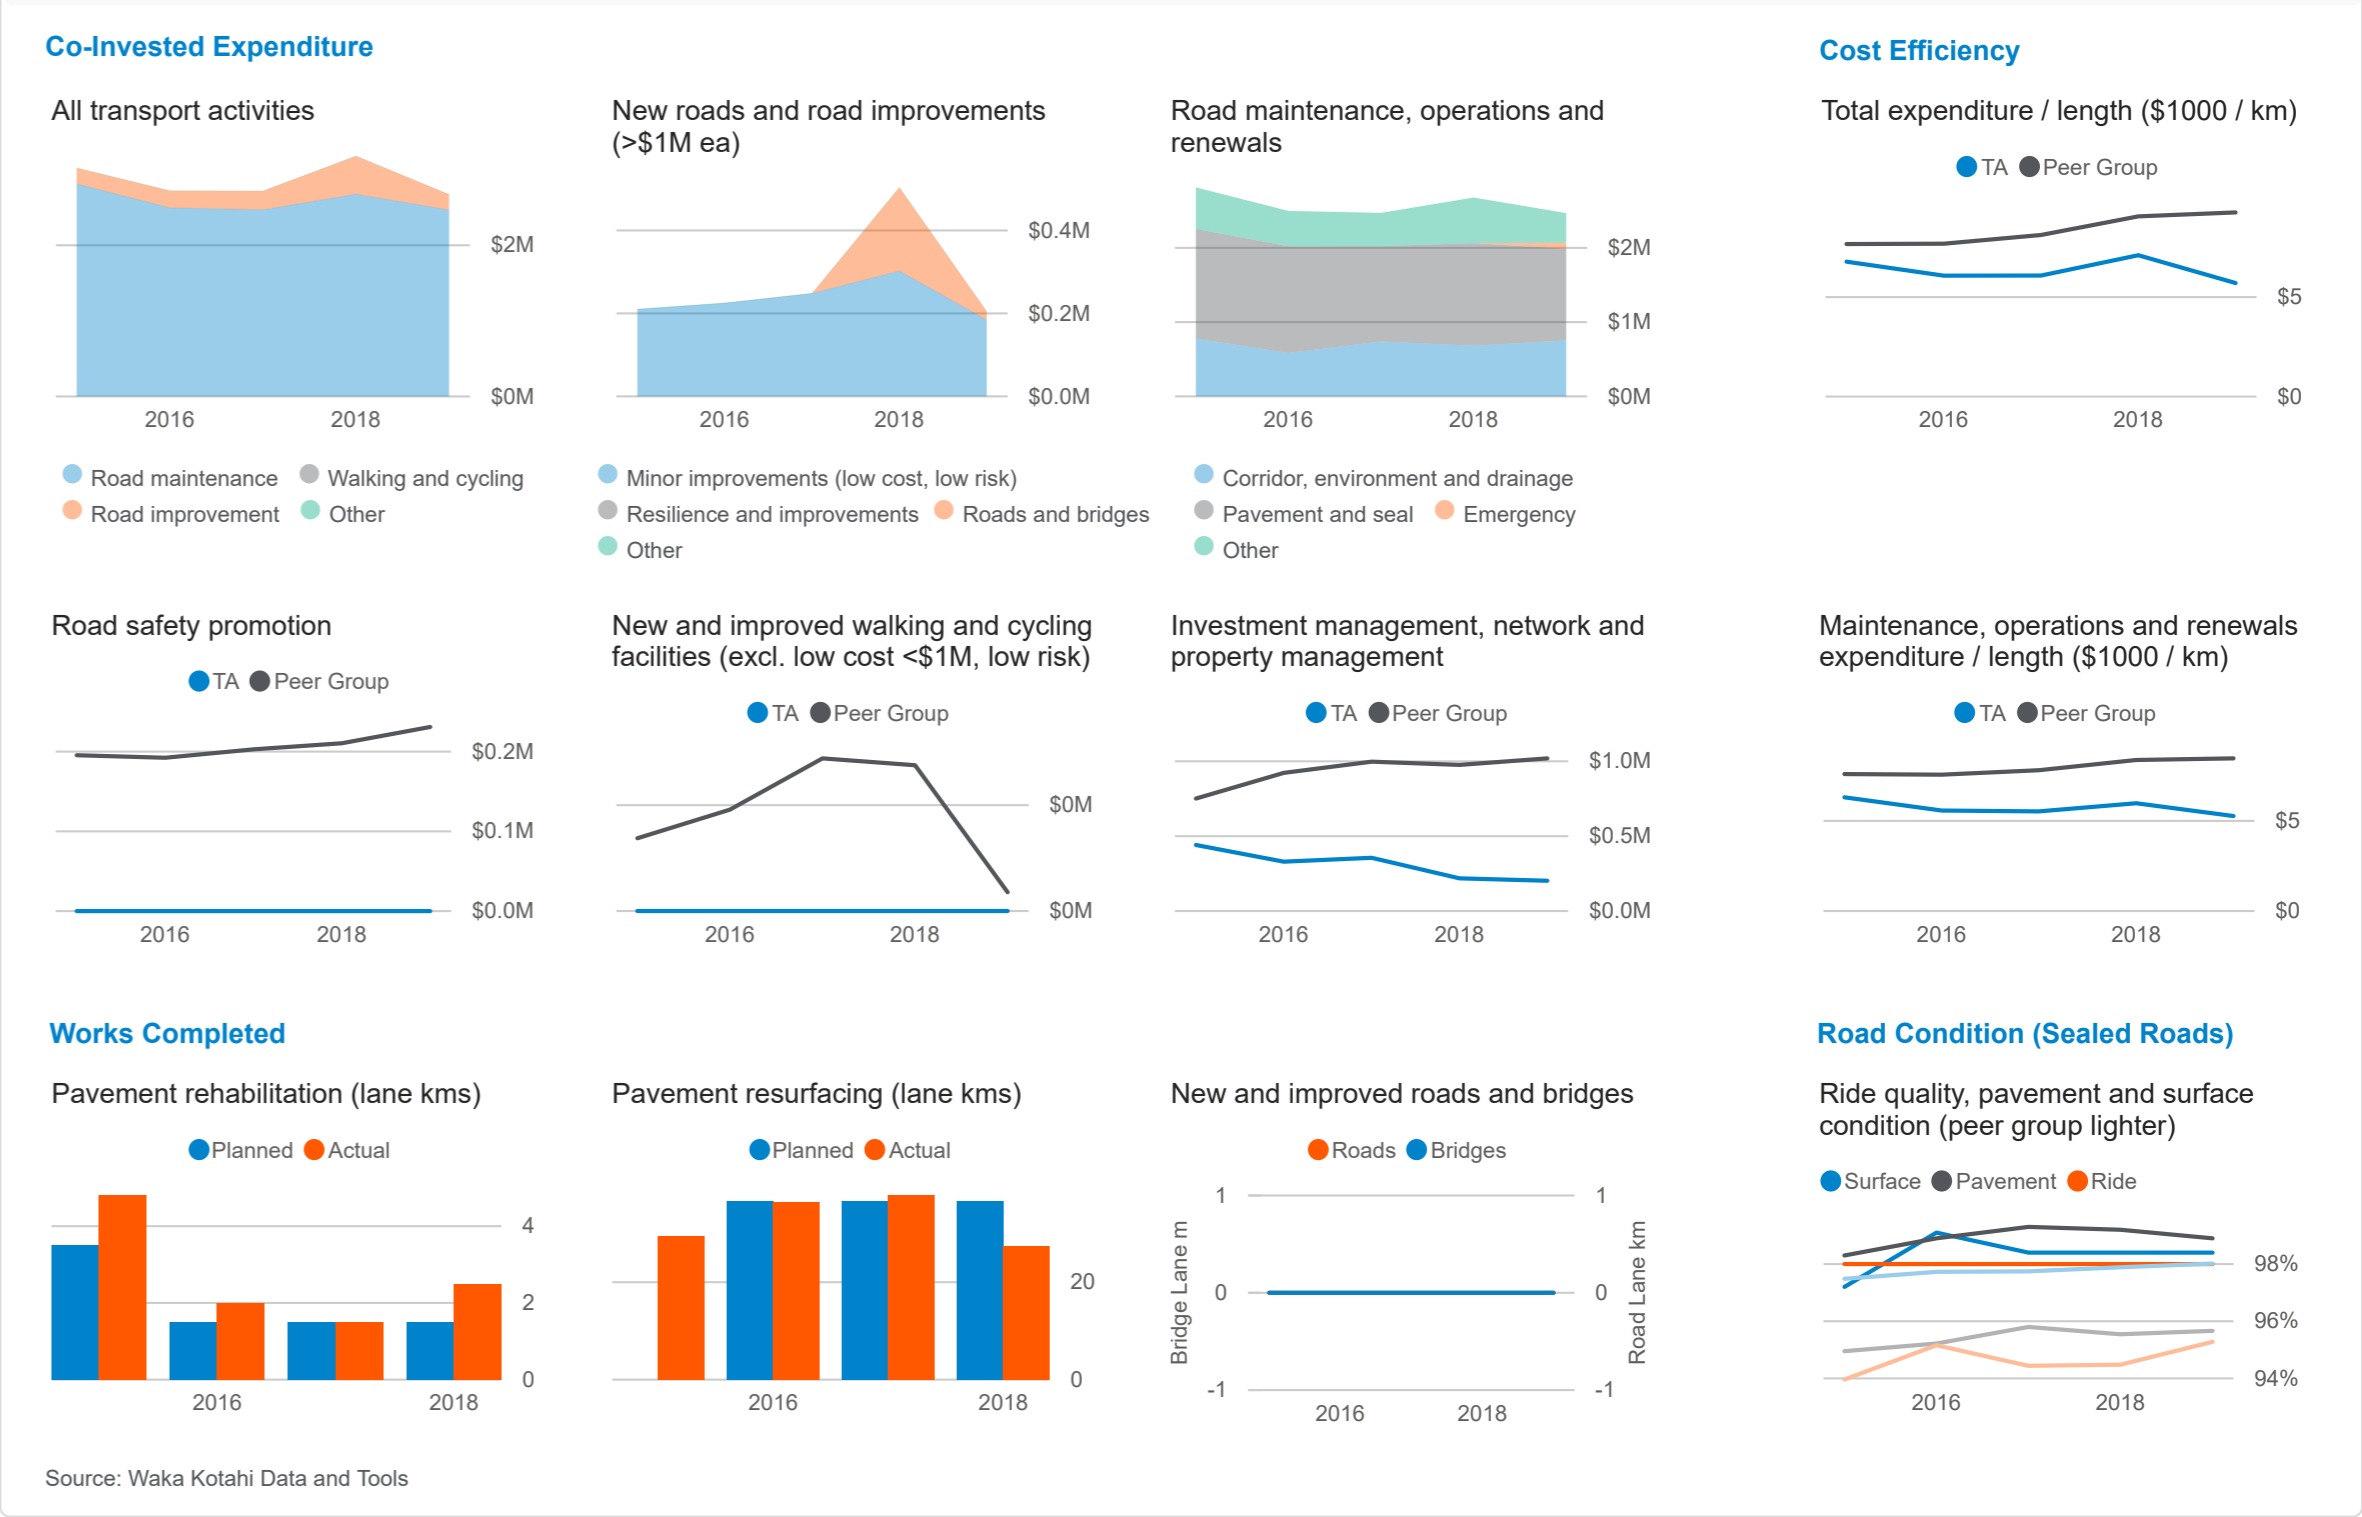 Co-Invested Expenditure
Cost Efficiency
All transport activities
$2M
$0M
2016 2018
Road maintenance Walking and cycling
Road improvement Other
New roads and road improvements
(>$1M ea)
$0.4M
$0.2M
$0.0M
2016 2018
Minor improvements (low cost, low risk)
Resilience and improvements Roads and bridges
Other
Road maintenance, operations and
renewals
$2M
$1M
$0M
2016 2018
Corridor, environment and drainage
Pavement and seal Emergency
Other
Total expenditure / length ($1000 / km)
TA Peer Group
$5
$0
2016 2018
Road safety promotion
TA Peer Group
$0.2M
$0.1M
$0.0M
2016 2018
New and improved walking and cycling
facilities (excl. low cost <$1M, low risk)
TA Peer Group
$0M
$0M
2016 2018
Investment management, network and
property management
TA Peer Group
$1.0M
$0.5M
$0.0M
2016 2018
Maintenance, operations and renewals
expenditure / length ($1000 / km)
TA Peer Group
$5
$0
2016 2018
Works Completed
Road Condition (Sealed Roads)
Pavement rehabilitation (lane kms)
Planned Actual
4
2
0
2016 2018
Pavement resurfacing (lane kms)
Planned Actual
20
0
2016 2018
New and improved roads and bridges
Roads Bridges
Bridge Lane m
Road Lane km
1 1
0 0
-1 -1
2016 2018
Ride quality, pavement and surface
condition (peer group lighter)
Surface Pavement Ride
98%
96%
94%
2016 2018
Source: Waka Kotahi Data and Tools